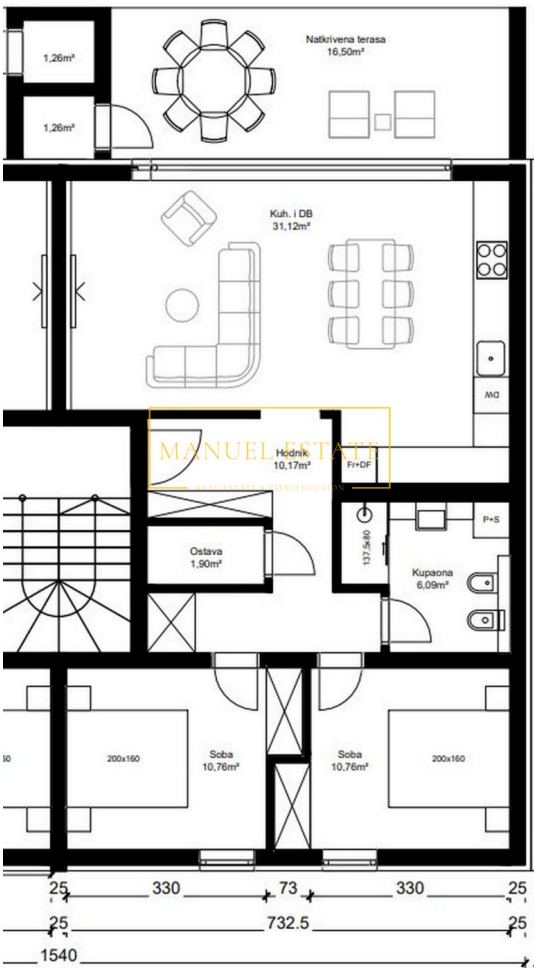 Natkrivena terasa
16,50m²
1,26m²
1,26m²
Kuh. i DB
31,12m²
DW
MANUEL ESTATE
REAL ESTATE & CONSTRUCTION
Hodnik
10,17m²
Fr+DF
137,5x80
P+S
Ostava
1,90m²
Kupaona
6,09m²
60
200x160
Soba
10,76m²
Soba
10,76m²
200x160
25 330 73 330 25
25 732.5 25
1540